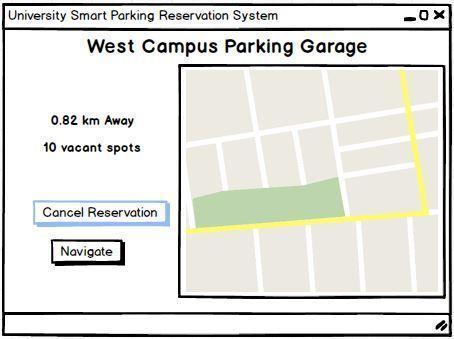 University Smart Parking Reservation System
West Campus Parking Garage
0.82 km Away
10 vacant spots
Cancel Reservation
Navigate